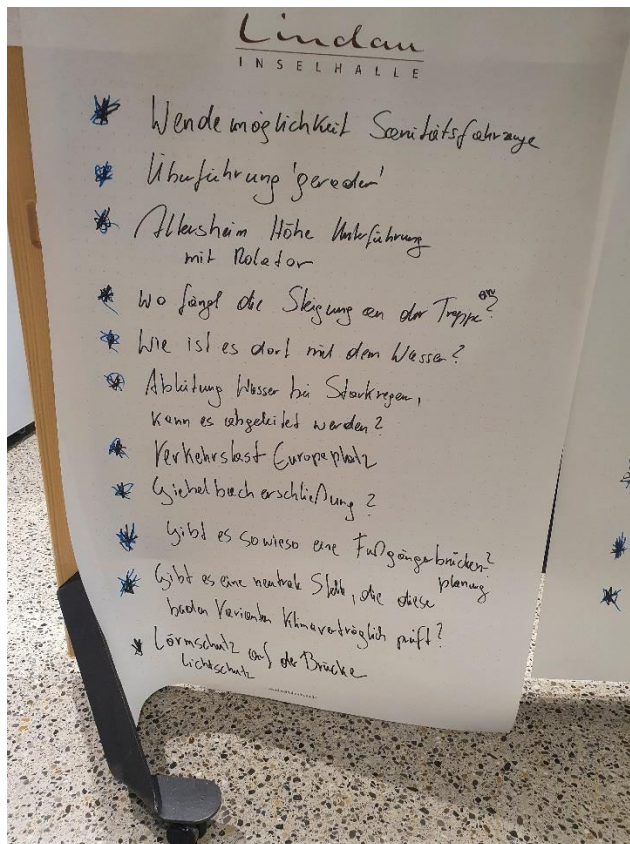 Lindau
INSELHALLE
Wendemöglichkeit Sanitätsfahrzeuge
Überführung 'gerader'
Altersheim Höhe Unterführung
mit Rolator
Wo fängt die Steigung an der Treppe an?
Wie ist es dort mit dem Wasser?
Ableitung Wasser bei Starkregen,
kann es abgeleitet werden?
Verkehrslast Europaplatz
Giebelbach erschließung?
Gibt es sowieso eine Fußgängerbrücken?
planung
Gibt es eine neutrale Stelle, die diese
beiden Varianten Klimaverträglich prüft?
Lärmschutz auf der Brücke
Lichtschutz